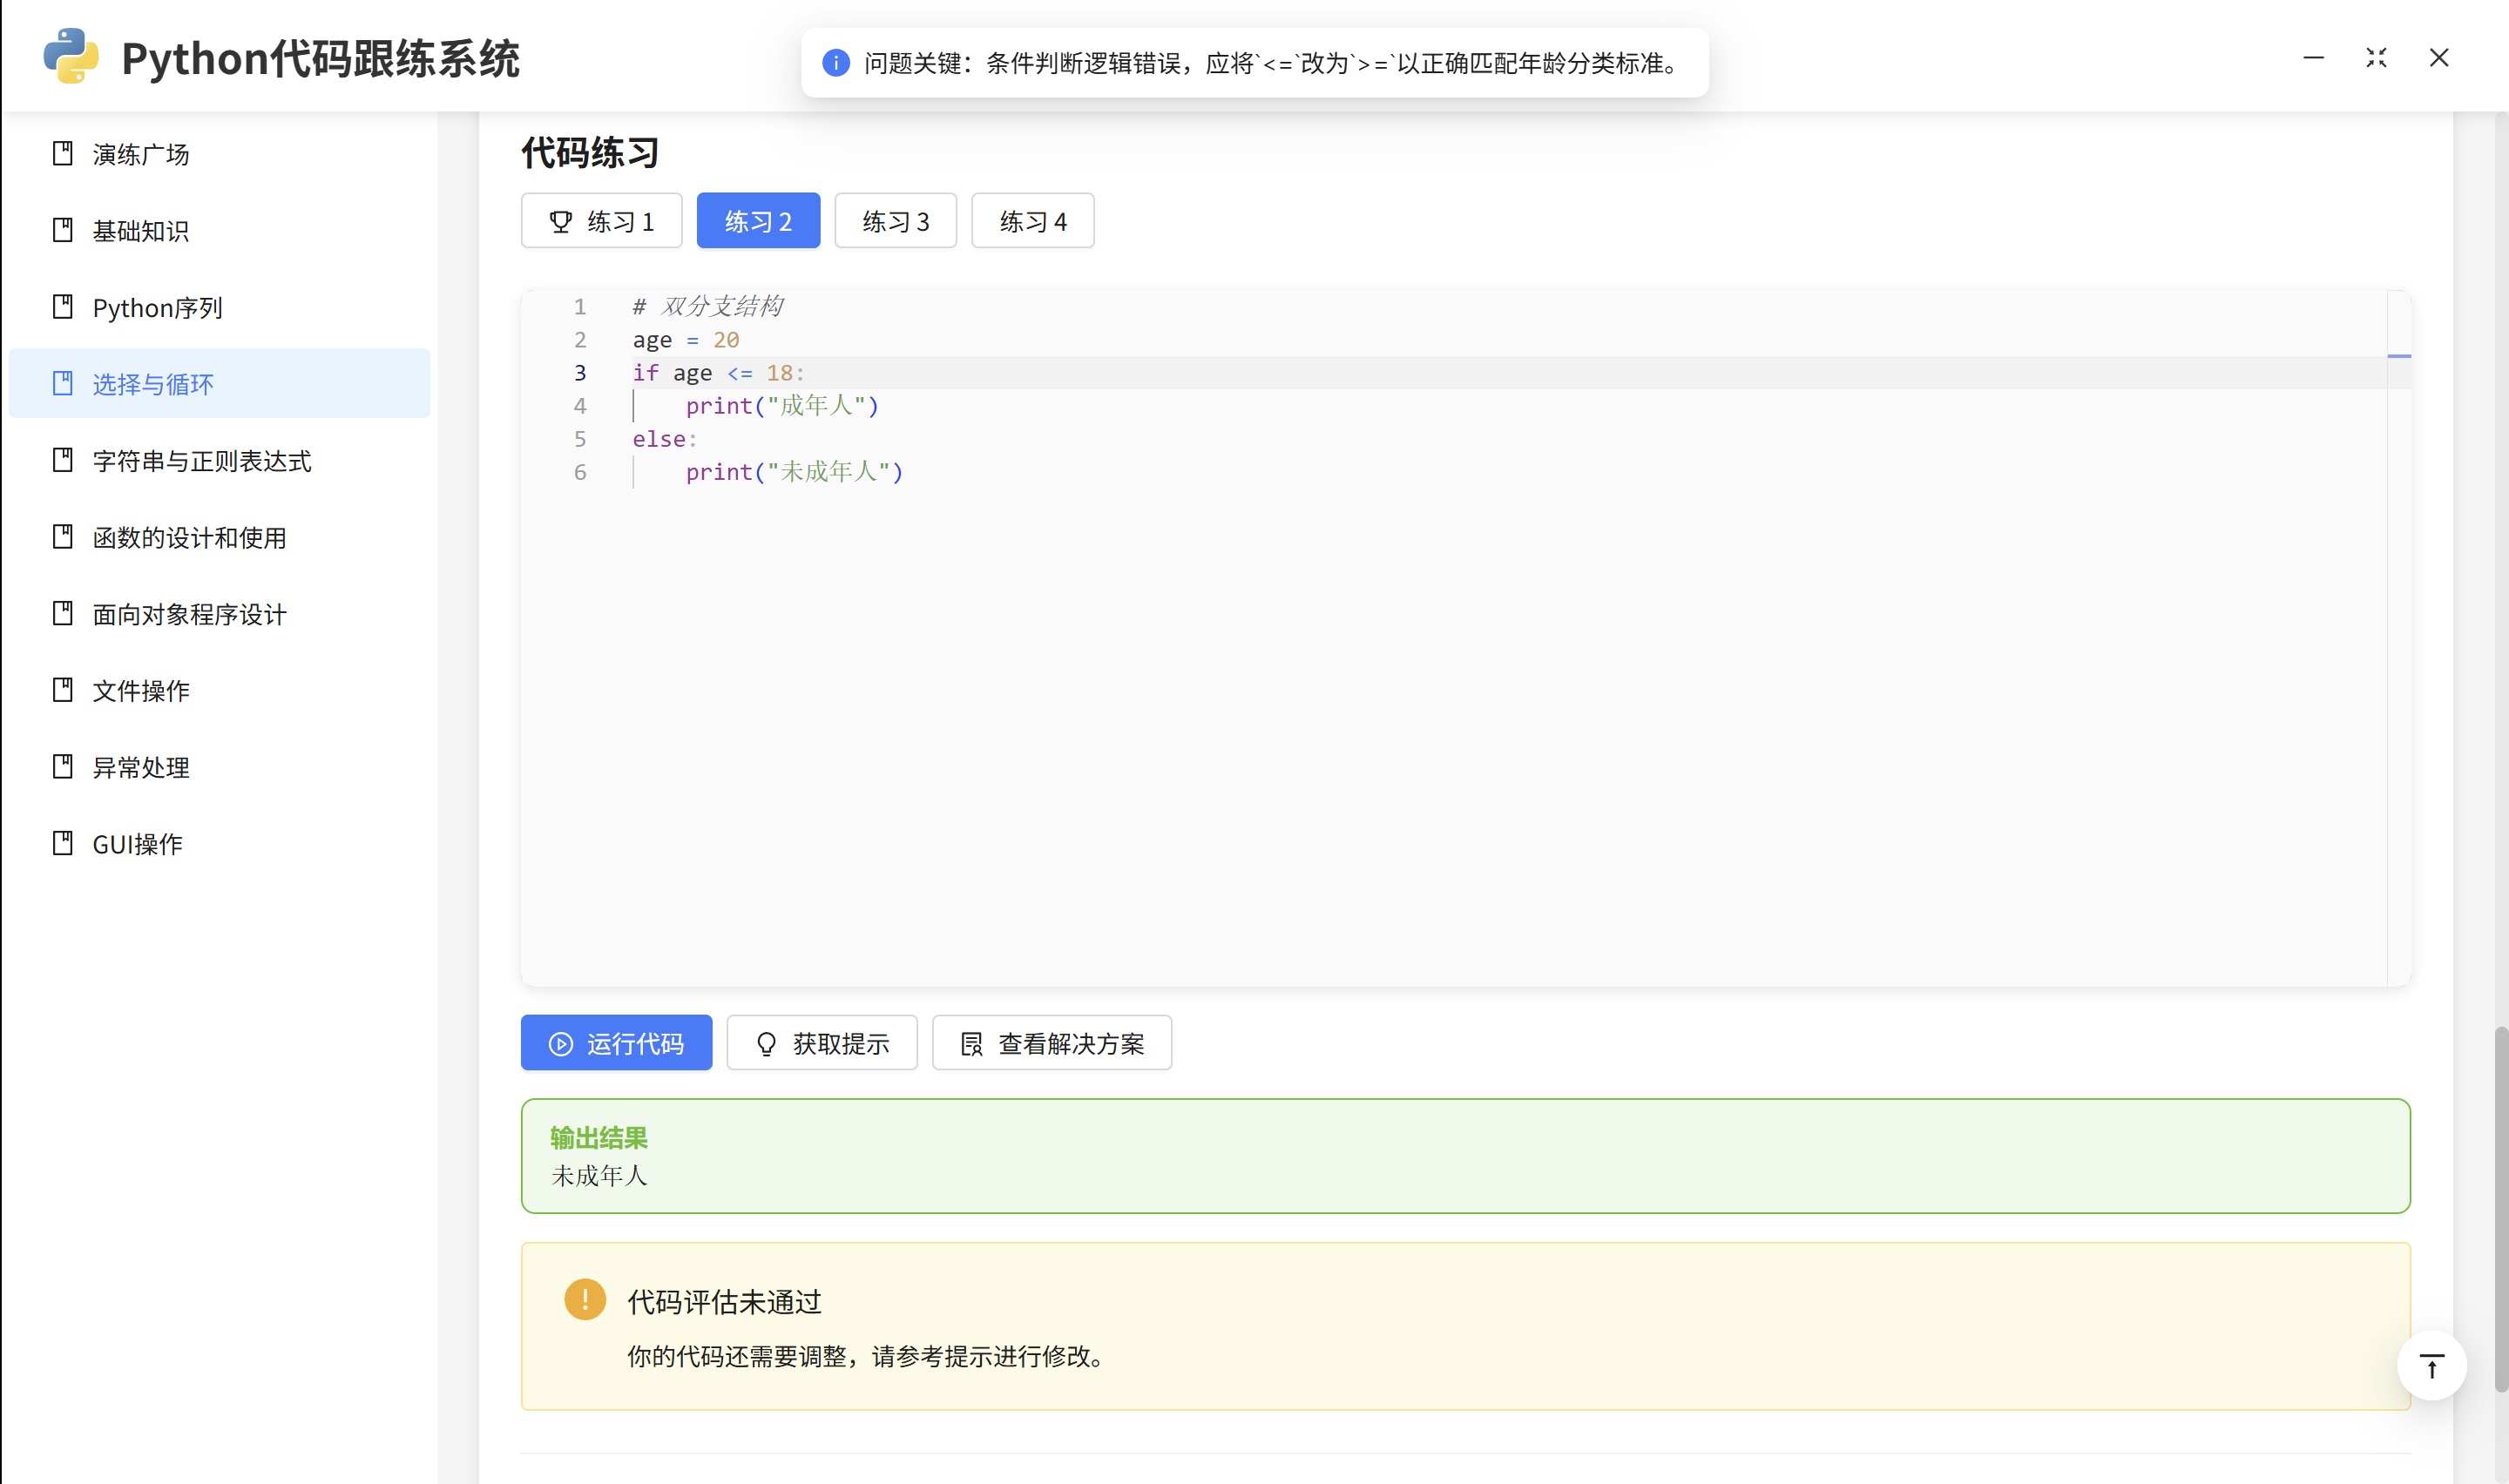 Python代码跟练系统
问题关键：条件判断逻辑错误，应将`<=`改为`>=`以正确匹配年龄分类标准。
演练广场
基础知识
Python序列
选择与循环
字符串与正则表达式
函数的设计和使用
面向对象程序设计
文件操作
异常处理
GUI操作
代码练习
练习 1
练习 2
练习 3
练习 4
1 # 双分支结构
2 age = 20
3 if age <= 18:
4     print("成年人")
5 else:
6     print("未成年人")
运行代码
获取提示
查看解决方案
输出结果
未成年人
代码评估未通过
你的代码还需要调整，请参考提示进行修改。